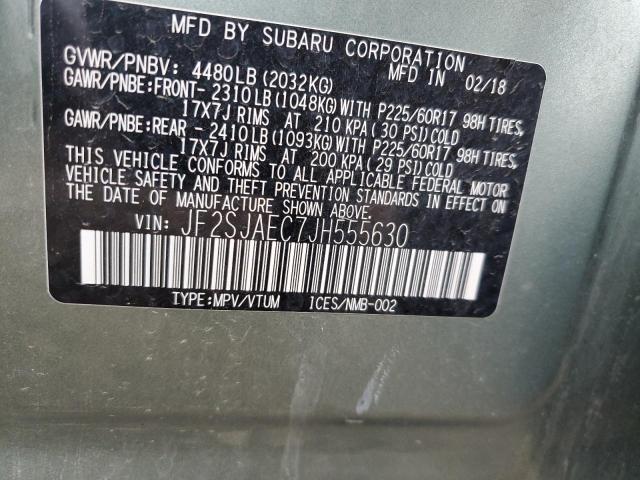 MFD BY SUBARU CORPORATION
GVWR/PNBV: 4480LB(2032KG) MFD IN 02/18
GAWR/PNBE:FRONT- 2310LB(1048KG)WITH P225/60R17 98H TIRES,
17X7J RIMS AT 210 KPA(30 PSI)COLD
GAWR/PNBE:REAR - 2410LB(1093KG)WITH P225/60R17 98H TIRES,
17X7J RIMS AT 200 KPA(29 PSI)COLD
THIS VEHICLE CONFORMS TO ALL APPLICABLE FEDERAL MOTOR
VEHICLE SAFETY AND THEFT PREVENTION STANDARDS IN EFFECT ON
THE DATE OF MANUFACTURE SHOWN ABOVE.
VIN: JF2SJAEC7JH555630
TYPE:MPV/VTUM ICES/NMB-002